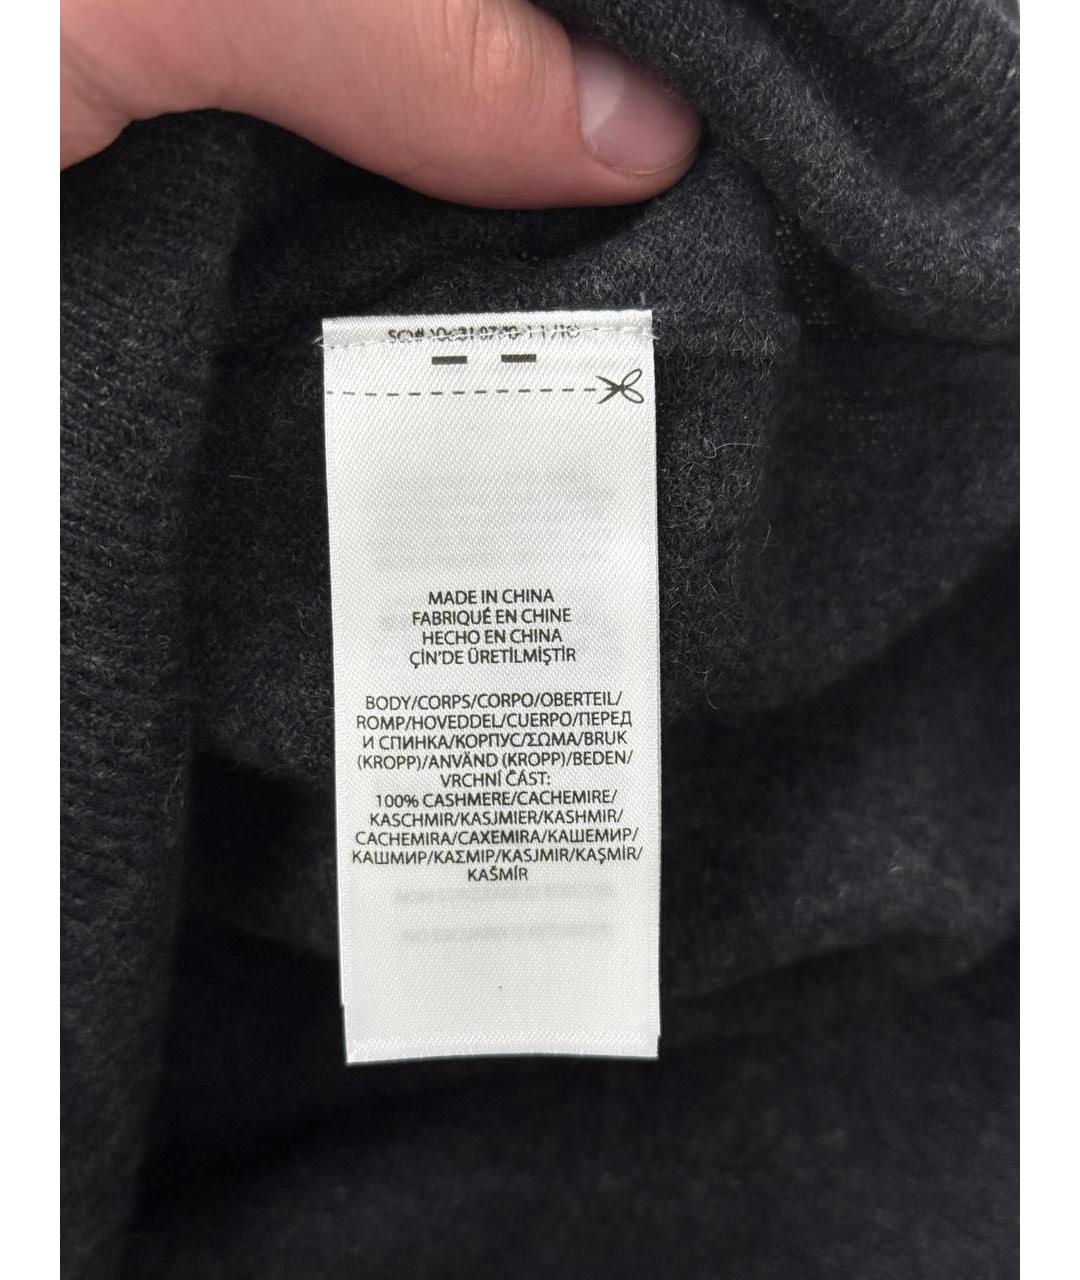 MADE IN CHINA
FABRIQUÉ EN CHINE
HECHO EN CHINA
ÇİN'DE ÜRETİLMİŞTİR
BODY/CORPS/CORPO/OBERTEIL/
ROMP/HOVEDDEL/CUERPO/ПЕРЕД
И СПИНКА/КОРПУС/ΣΩΜΑ/BRUK
(KROPP)/ANVÄND (KROPP)/BEDEN/
VRCHNÍ ČÁST:
100% CASHMERE/CACHEMIRE/
KASCHMIR/KASJMIER/KASHMIR/
CACHEMIRA/CAXEMIRA/КАШЕМИР/
КАШМИР/ΚΑΣΜΙΡ/KASJMIR/KAŞMİR/
KAŠMÍR